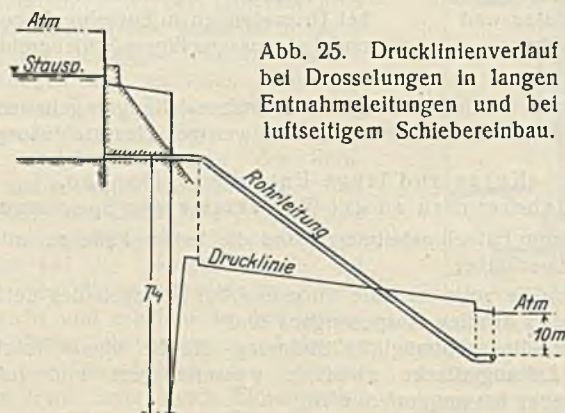 Atm
Stausp.
Abb. 25. Drucklinienverlauf
bei Drosselungen in langen
Entnahmeleitungen und bei
luftseitigem Schiebereinbau.
Rohrleitung
Drucklinie
Atm
10m